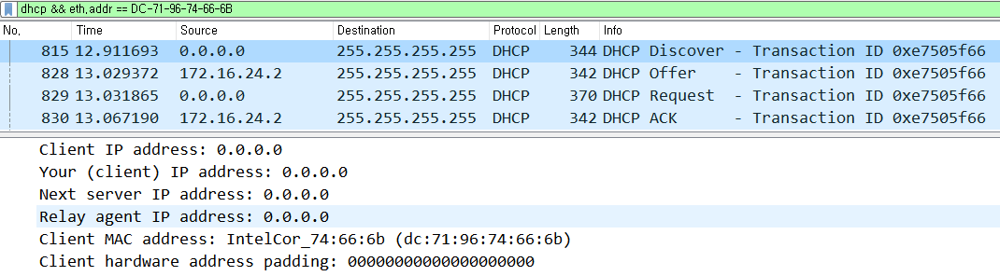 dhcp && eth.addr == DC-71-96-74-66-6B
No. Time Source Destination Protocol Length Info
815 12.911693 0.0.0.0 255.255.255.255 DHCP 344 DHCP Discover - Transaction ID 0xe7505f66
828 13.029372 172.16.24.2 255.255.255.255 DHCP 342 DHCP Offer - Transaction ID 0xe7505f66
829 13.031865 0.0.0.0 255.255.255.255 DHCP 370 DHCP Request - Transaction ID 0xe7505f66
830 13.067190 172.16.24.2 255.255.255.255 DHCP 342 DHCP ACK - Transaction ID 0xe7505f66
Client IP address: 0.0.0.0
Your (client) IP address: 0.0.0.0
Next server IP address: 0.0.0.0
Relay agent IP address: 0.0.0.0
Client MAC address: IntelCor_74:66:6b (dc:71:96:74:66:6b)
Client hardware address padding: 00000000000000000000